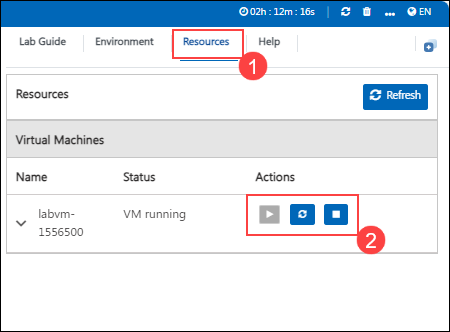 02h : 12m : 16s EN
Lab Guide Environment Resources Help
1
Resources Refresh
Virtual Machines
Name Status Actions
labvm-
1556500
VM running
2